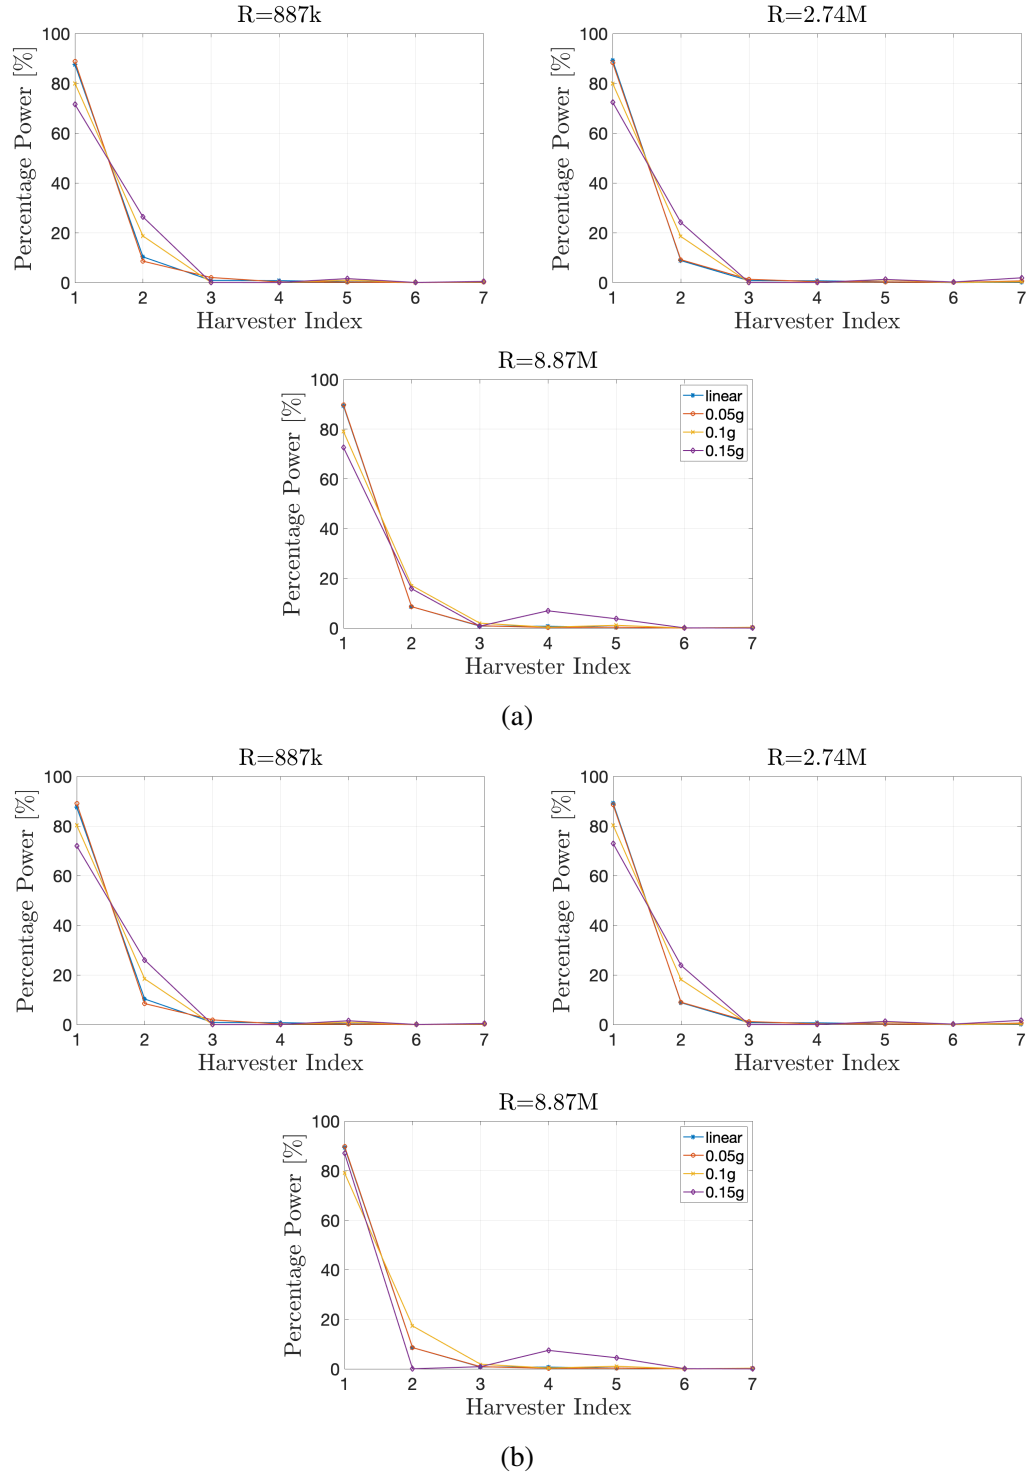 R=887k
Percentage Power [%]
100
80
60
40
20
0
1 2 3 4 5 6 7
Harvester Index
R=2.74M
Percentage Power [%]
100
80
60
40
20
0
1 2 3 4 5 6 7
Harvester Index
R=8.87M
Percentage Power [%]
100
80
60
40
20
0
1 2 3 4 5 6 7
Harvester Index
linear
0.05g
0.1g
0.15g
(a)
R=887k
Percentage Power [%]
100
80
60
40
20
0
1 2 3 4 5 6 7
Harvester Index
R=2.74M
Percentage Power [%]
100
80
60
40
20
0
1 2 3 4 5 6 7
Harvester Index
R=8.87M
Percentage Power [%]
100
80
60
40
20
0
1 2 3 4 5 6 7
Harvester Index
linear
0.05g
0.1g
0.15g
(b)